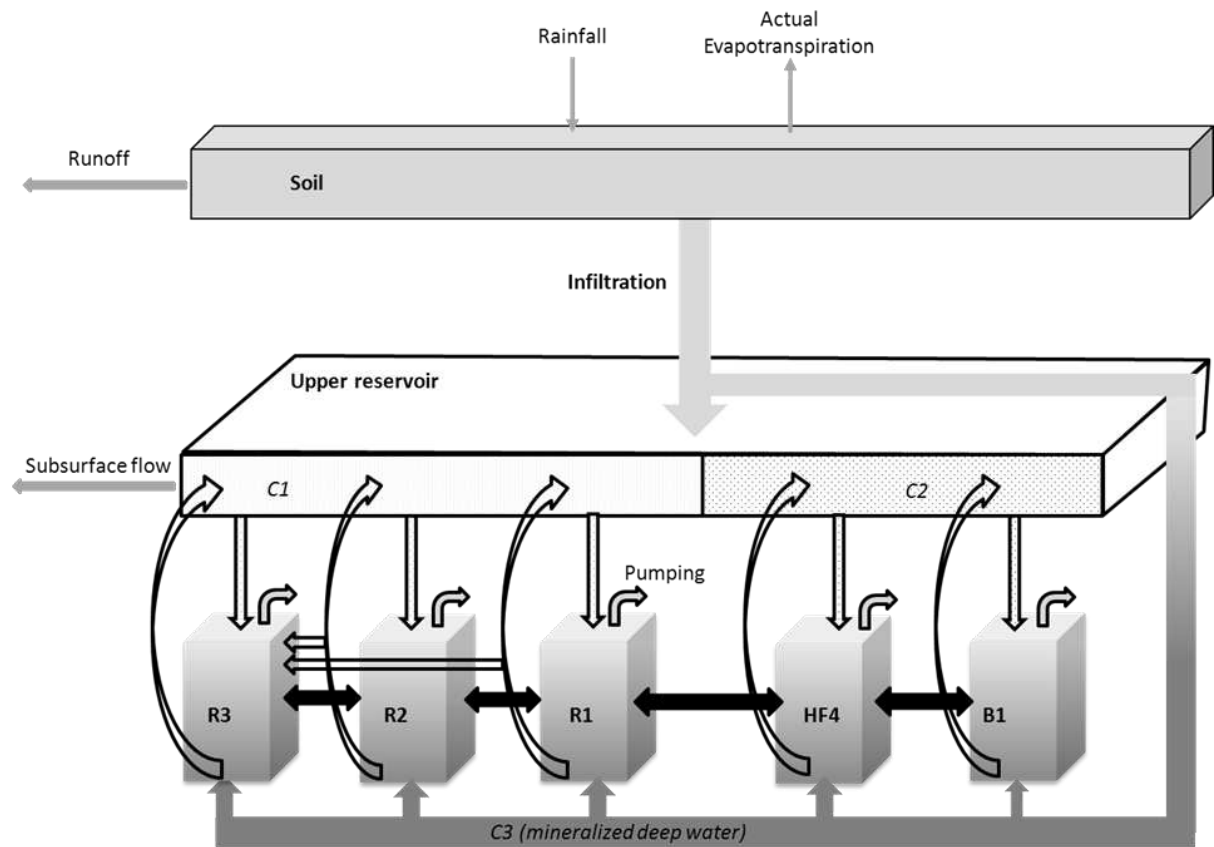 Rainfall
Actual
Evapotranspiration
Runoff
Soil
Infiltration
Upper reservoir
Subsurface flow
C1
C2
Pumping
R3
R2
R1
HF4
B1
C3 (mineralized deep water)